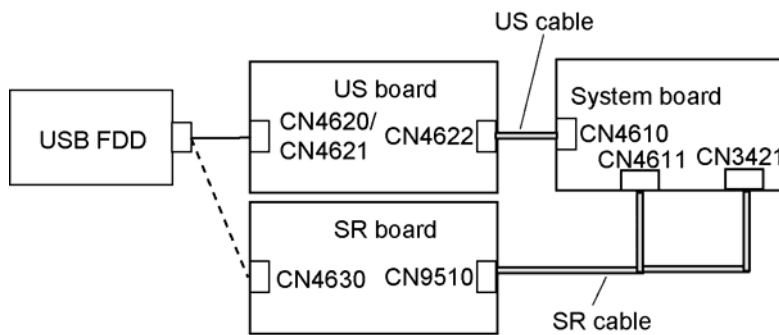 US cable
US board
System board
USB FDD
CN4620/
CN4621
CN4622
CN4610
CN4611
CN3421
SR board
CN4630
CN9510
SR cable